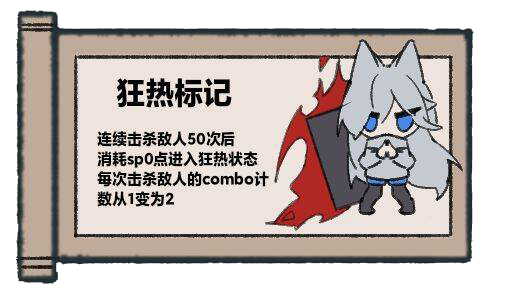 狂热标记
连续击杀敌人50次后
消耗sp0点进入狂热状态
每次击杀敌人的combo计
数从1变为2